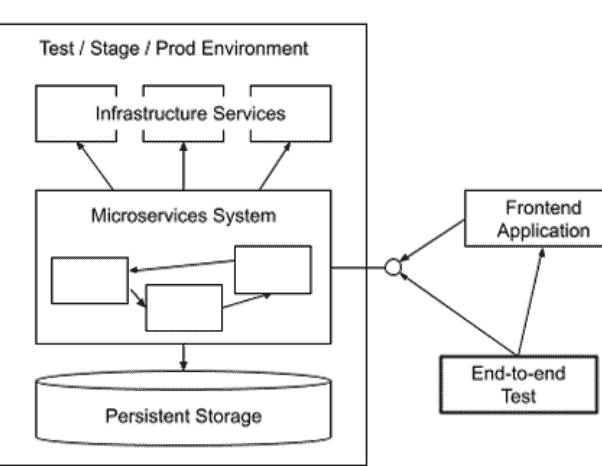 Test / Stage / Prod Environment
Infrastructure Services
Microservices System
Frontend
Application
End-to-end
Test
Persistent Storage